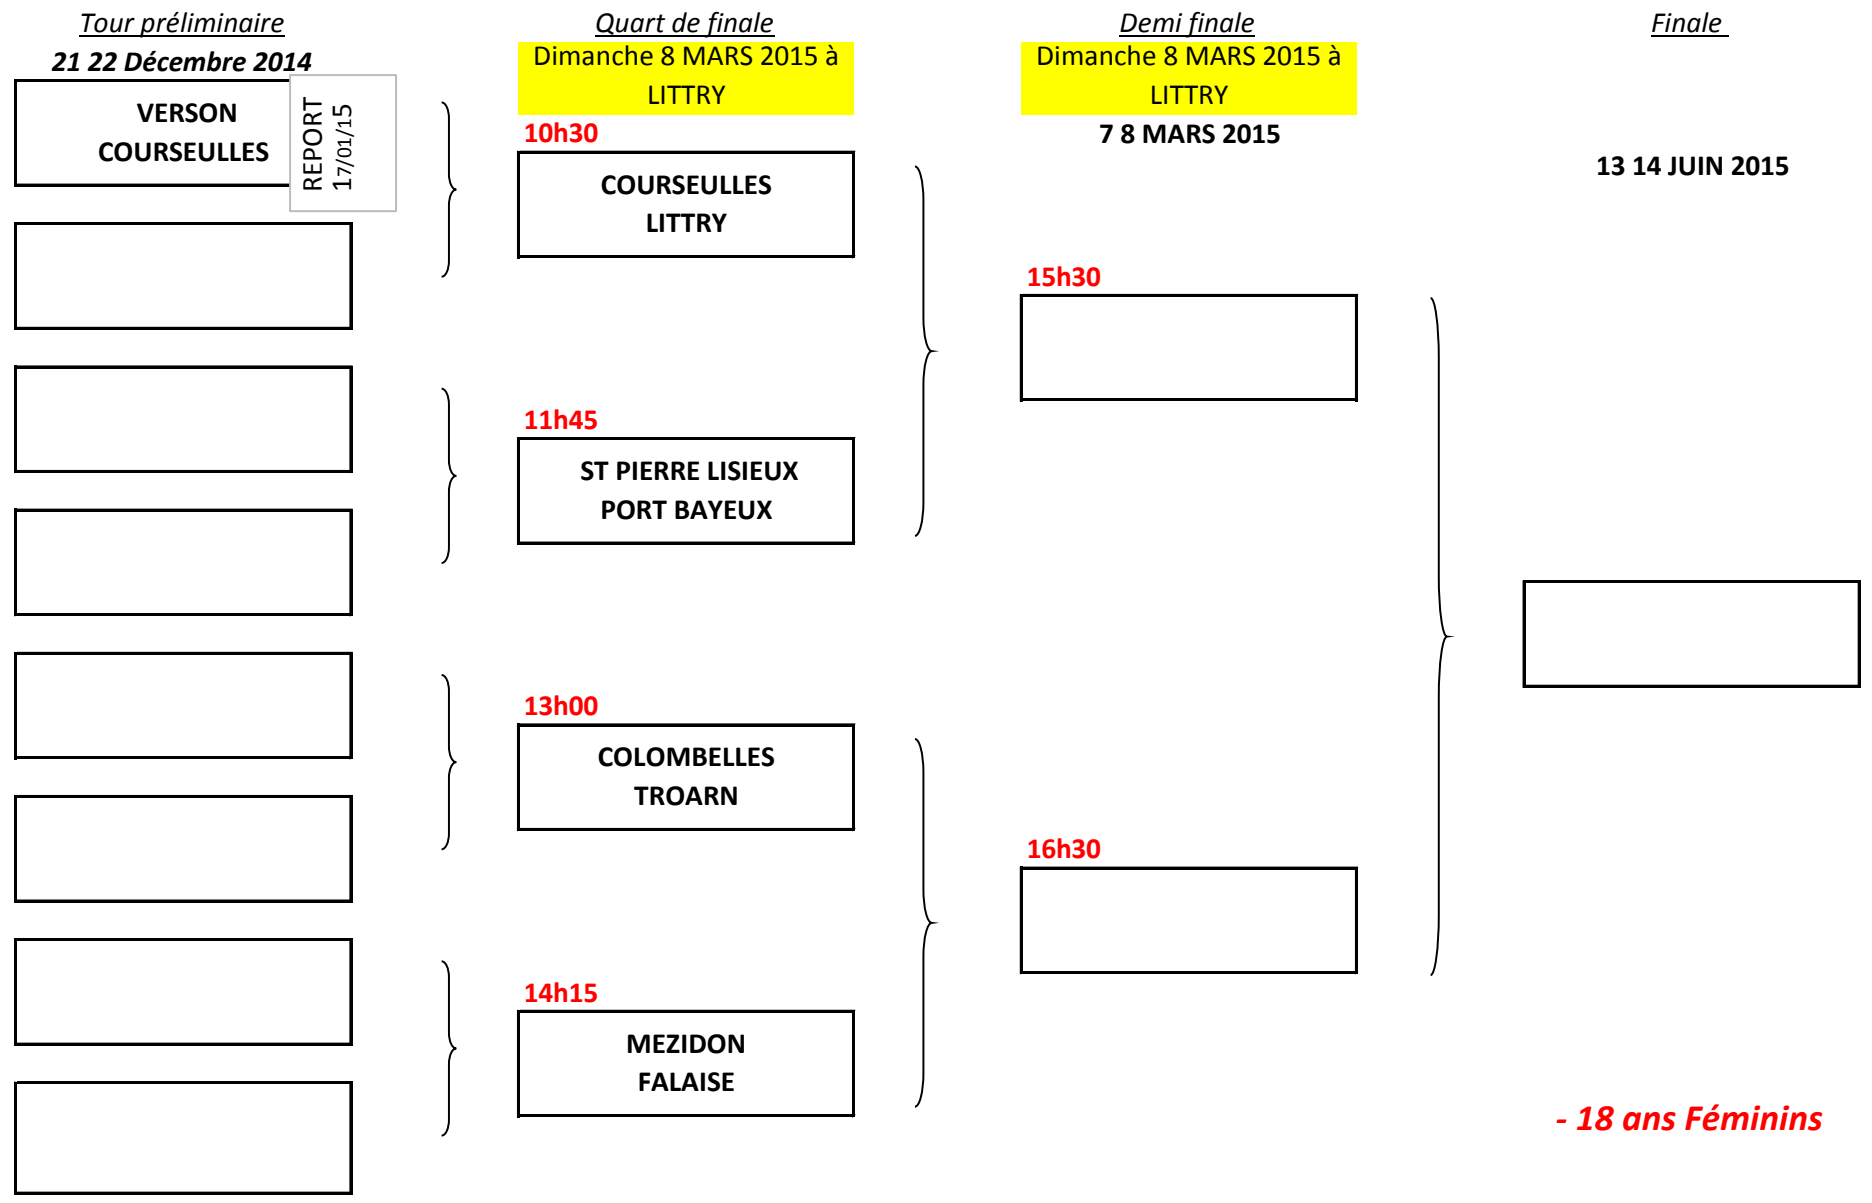 Tour préliminaire
21 22 Décembre 2014
VERSON
COURSEULLES
REPORT
17/01/15
Quart de finale
Dimanche 8 MARS 2015 à
LITTRY
10h30
COURSEULLES
LITTRY
11h45
ST PIERRE LISIEUX
PORT BAYEUX
13h00
COLOMBELLES
TROARN
14h15
MEZIDON
FALAISE
Demi finale
Dimanche 8 MARS 2015 à
LITTRY
7 8 MARS 2015
15h30
16h30
Finale
13 14 JUIN 2015
- 18 ans Féminins